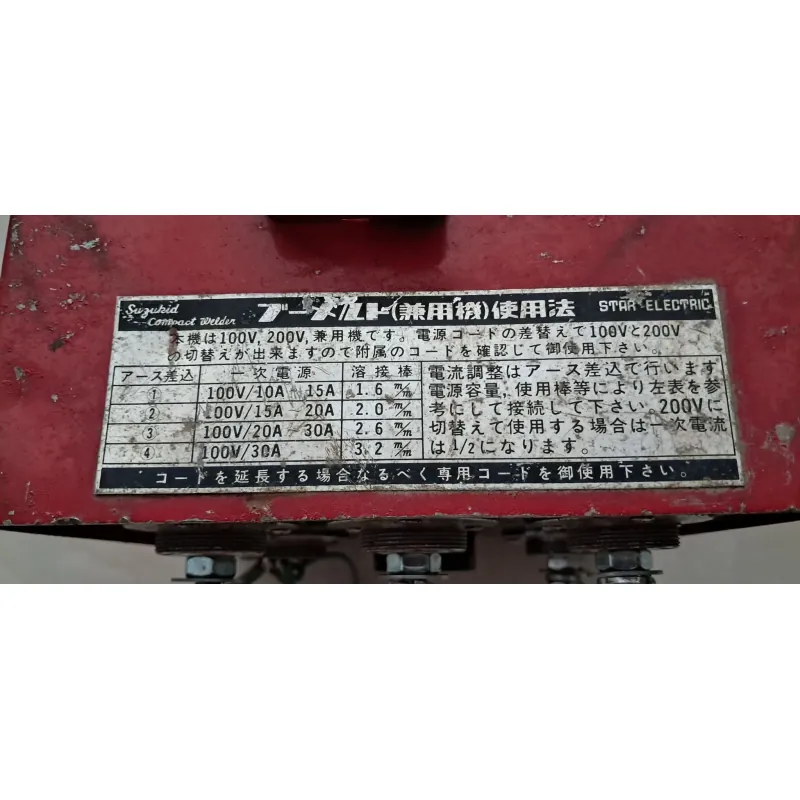 Suzukid
Compact Welder
ブーメルト(兼用機)使用法
STAR ELECTRIC
本機は100V,200V,兼用機です。電源コードの差替えで100Vと200V
の切替えが出来ますので附属のコードを確認して御使用下さい。
アース差込 一次電源 溶接棒
① 100V/10A~15A 1.6 m/m
2 100V/15A~20A 2.0 m/m
3 100V/20A~30A 2.6 m/m
4 100V/30A 3.2 m/m
電流調整はアース差込で行います
電源容量,使用棒等により左表を参
考にして接続して下さい。200Vに
切替えて使用する場合は一次電流
は1/2になります。
コードを延長する場合なるべく専用コードを御使用下さい。